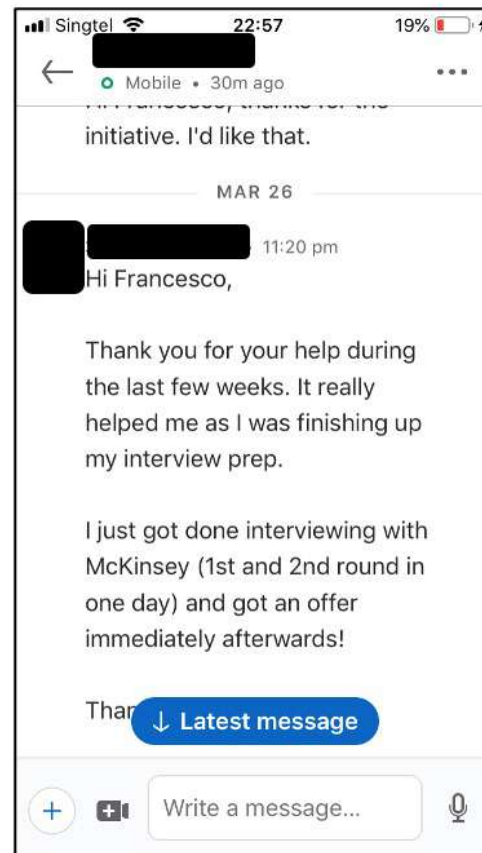 Singtel 22:57 19%
Mobile • 30m ago
initiative. I'd like that.
MAR 26
11:20 pm
Hi Francesco,
Thank you for your help during
the last few weeks. It really
helped me as I was finishing up
my interview prep.
I just got done interviewing with
McKinsey (1st and 2nd round in
one day) and got an offer
immediately afterwards!
↓ Latest message
Write a message...